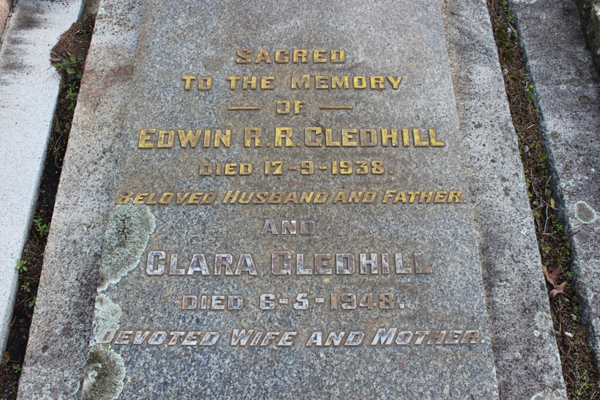 SACRED
TO THE MEMORY
— OF —
EDWIN R. R. GLEDHILL
DIED 17-9-1938.
BELOVED HUSBAND AND FATHER.
AND
CLARA GLEDHILL
DIED 6-5-1948.
DEVOTED WIFE AND MOTHER.